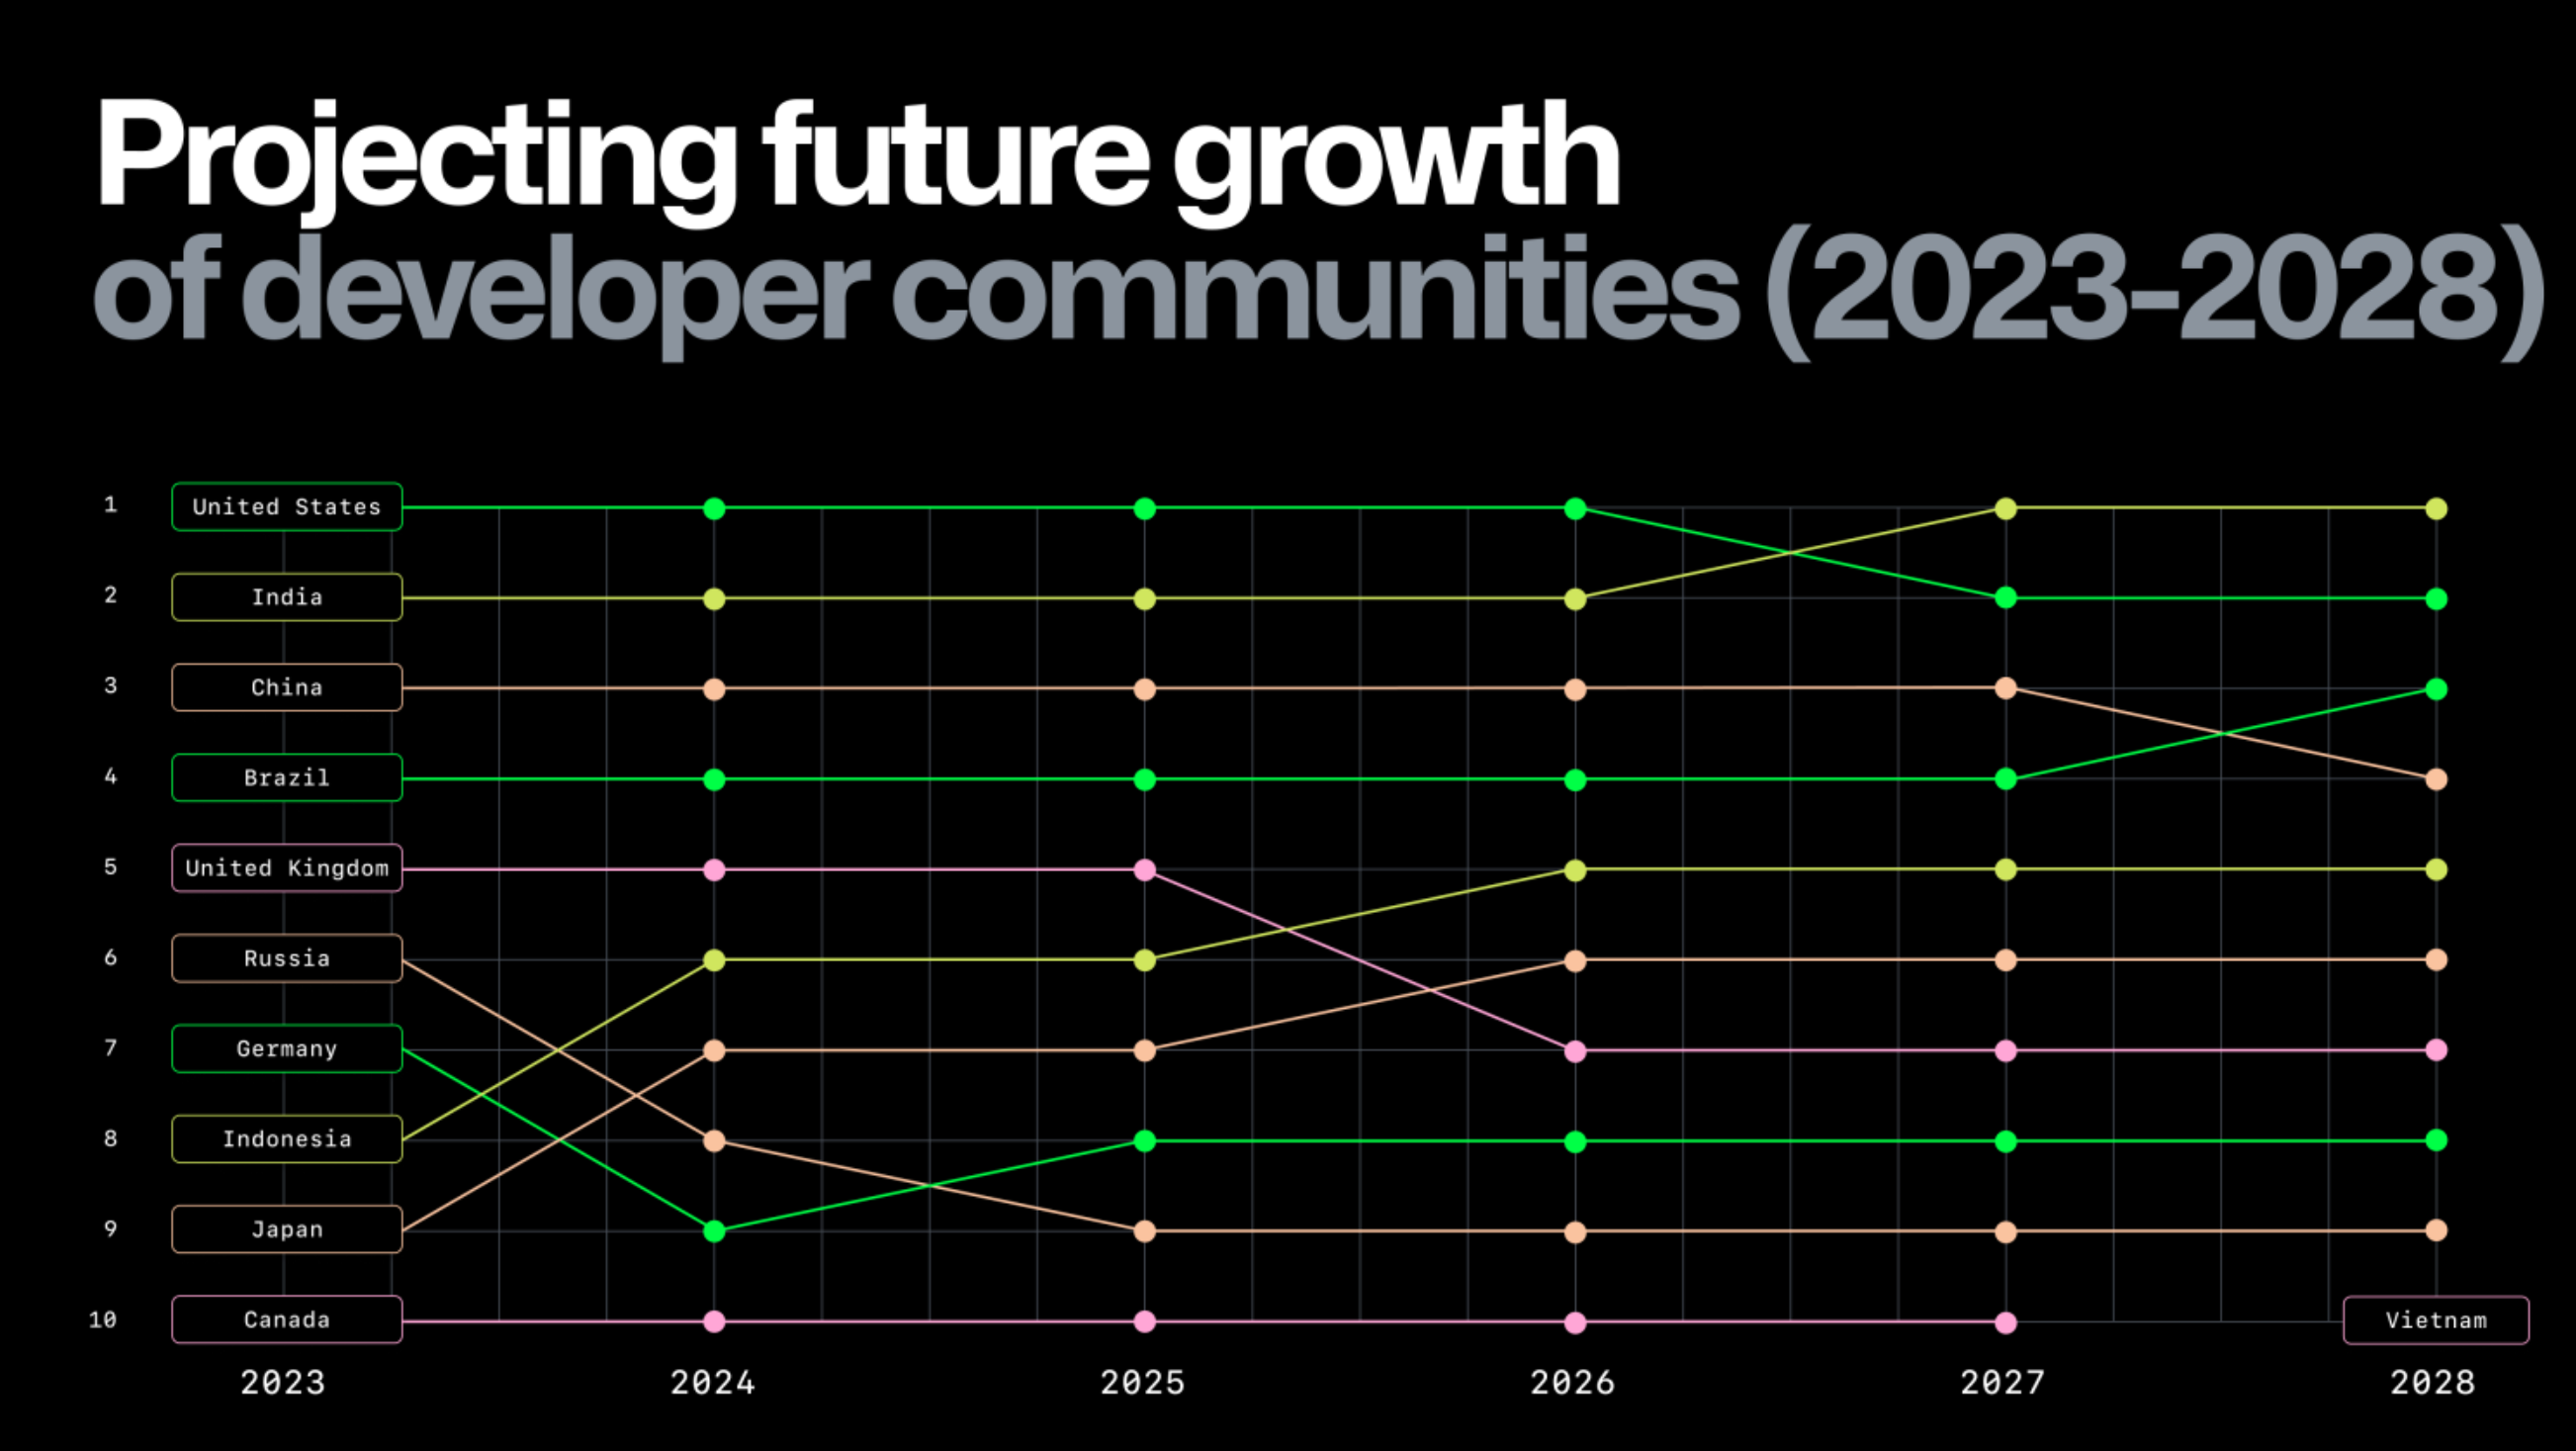 Projecting future growth
of developer communities (2023-2028)
1 United States
2 India
3 China
4 Brazil
5 United Kingdom
6 Russia
7 Germany
8 Indonesia
9 Japan
10 Canada Vietnam
2023 2024 2025 2026 2027 2028